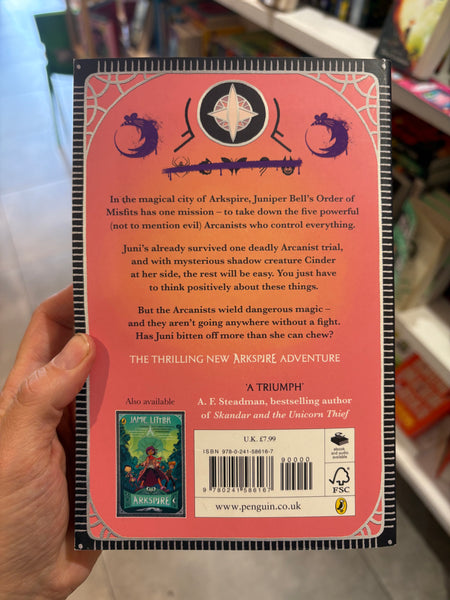 In the magical city of Arkspire, Juniper Bell's Order of
Misfits has one mission – to take down the five powerful
(not to mention evil) Arcanists who control everything.
Juni's already survived one deadly Arcanist trial,
and with mysterious shadow creature Cinder
at her side, the rest will be easy. You just have
to think positively about these things.
But the Arcanists wield dangerous magic –
and they aren't going anywhere without a fight.
Has Juni bitten off more than she can chew?
THE THRILLING NEW ARKSPIRE ADVENTURE
'A TRIUMPH'
A. F. Steadman, bestselling author
of Skandar and the Unicorn Thief
Also available
JAMIE LITTLER
ARKSPIRE
U.K. £7.99
ISBN 978-0-241-58616-7
90000
9 780241 586167
www.penguin.co.uk
ebook
and audio
available
FSC